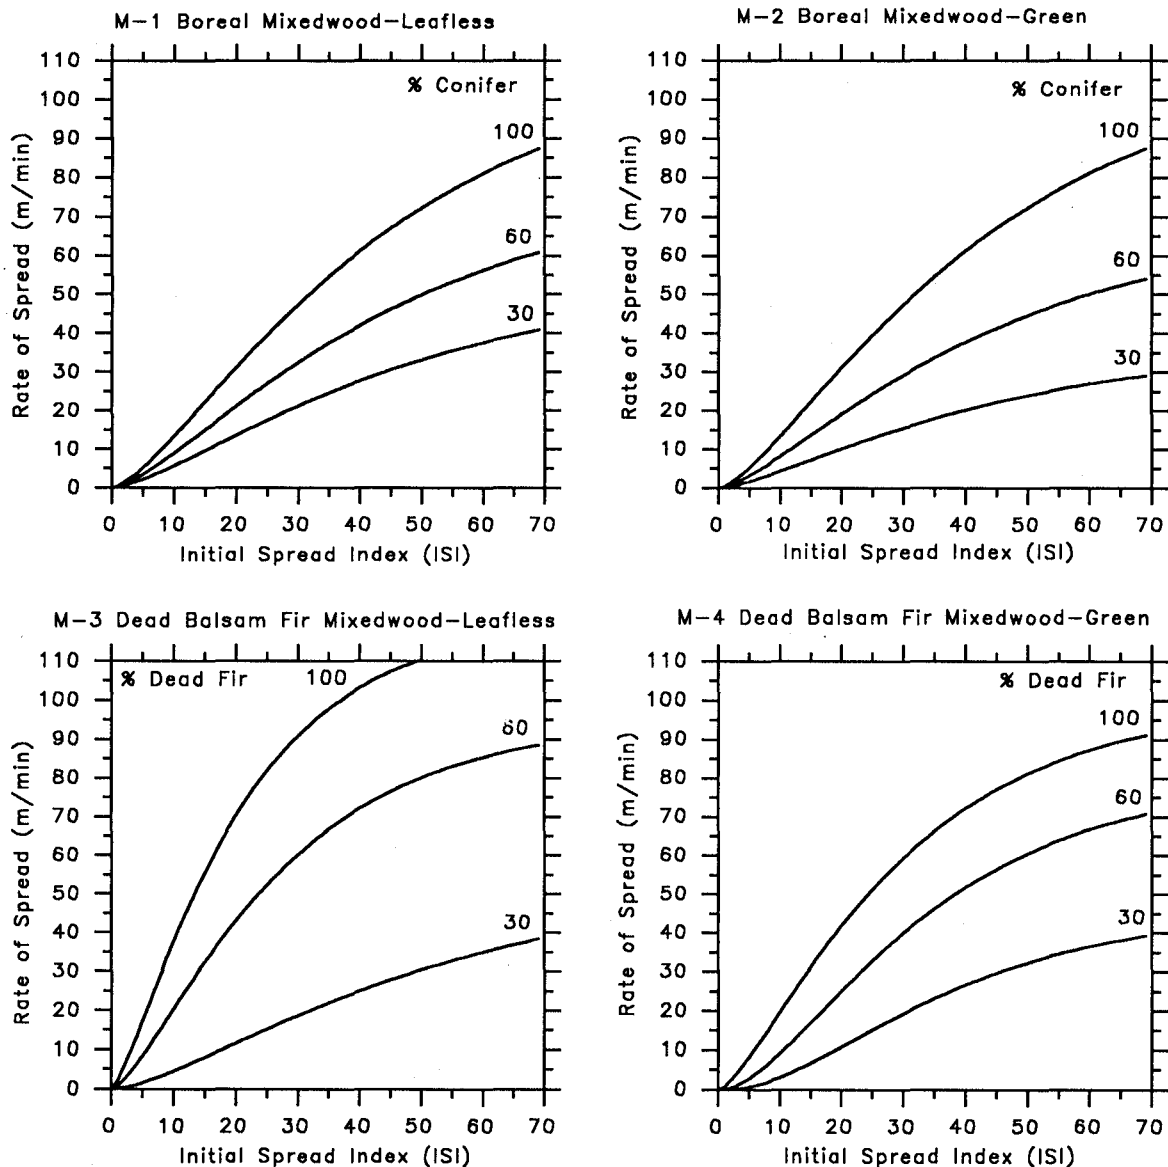 M-1 Boreal Mixedwood-Leafless
110
100
90
80
70
60
50
40
30
20
10
0
Rate of Spread (m/min)
% Conifer
100
60
30
0 10 20 30 40 50 60 70
Initial Spread Index (ISI)
M-2 Boreal Mixedwood-Green
110
100
90
80
70
60
50
40
30
20
10
0
Rate of Spread (m/min)
% Conifer
100
60
30
0 10 20 30 40 50 60 70
Initial Spread Index (ISI)
M-3 Dead Balsam Fir Mixedwood-Leafless
110
100
90
80
70
60
50
40
30
20
10
0
Rate of Spread (m/min)
% Dead Fir 100
60
30
0 10 20 30 40 50 60 70
Initial Spread Index (ISI)
M-4 Dead Balsam Fir Mixedwood-Green
110
100
90
80
70
60
50
40
30
20
10
0
Rate of Spread (m/min)
% Dead Fir
100
60
30
0 10 20 30 40 50 60 70
Initial Spread Index (ISI)